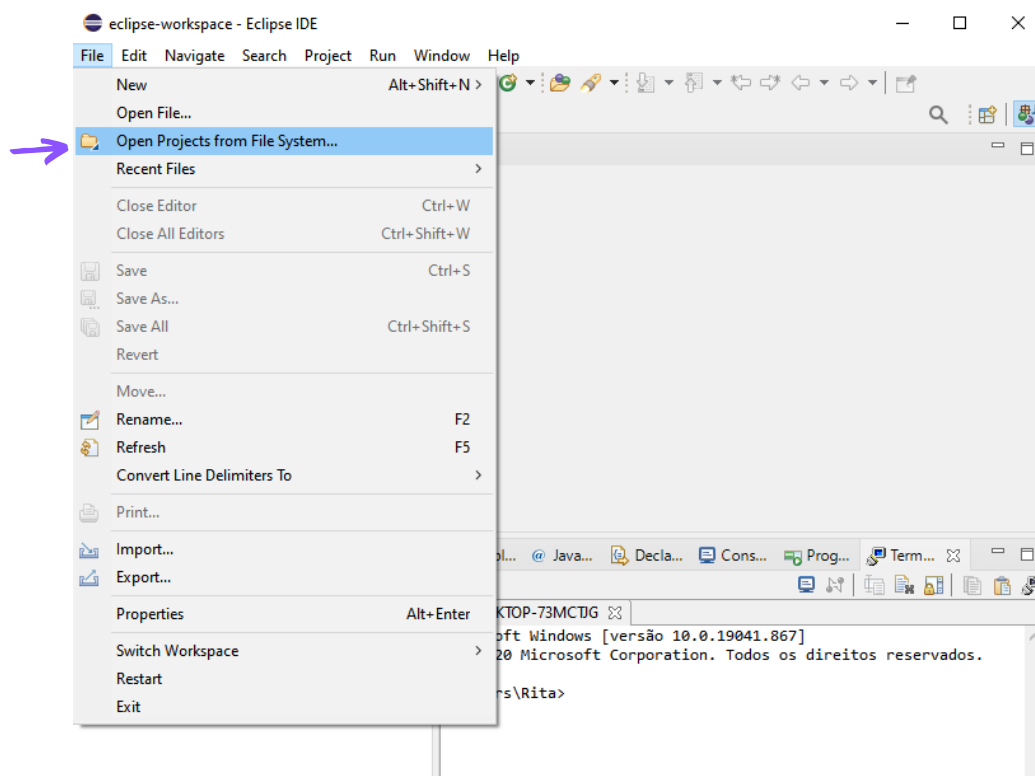 eclipse-workspace - Eclipse IDE
File Edit Navigate Search Project Run Window Help
New Alt+Shift+N
Open File...
Open Projects from File System...
Recent Files
Close Editor Ctrl+W
Close All Editors Ctrl+Shift+W
Save Ctrl+S
Save As...
Save All Ctrl+Shift+S
Revert
Move...
Rename... F2
Refresh F5
Convert Line Delimiters To
Print...
Import...
Export...
Properties Alt+Enter
Switch Workspace
Restart
Exit
@ Java... Decla... Cons... Prog... Term...
KTOP-73MCTJG
oft Windows [versão 10.0.19041.867]
20 Microsoft Corporation. Todos os direitos reservados.
rs\Rita>